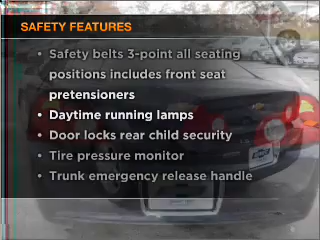 SAFETY FEATURES
• Safety belts 3-point all seating
positions includes front seat
pretensioners
• Daytime running lamps
• Door locks rear child security
• Tire pressure monitor
• Trunk emergency release handle